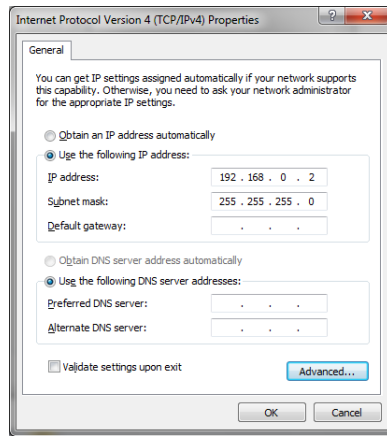 Internet Protocol Version 4 (TCP/IPv4) Properties
General
You can get IP settings assigned automatically if your network supports
this capability. Otherwise, you need to ask your network administrator
for the appropriate IP settings.
Obtain an IP address automatically
Use the following IP address:
IP address: 192 . 168 . 0 . 2
Subnet mask: 255 . 255 . 255 . 0
Default gateway: . . .
Obtain DNS server address automatically
Use the following DNS server addresses:
Preferred DNS server: . . .
Alternate DNS server: . . .
Validate settings upon exit
Advanced...
OK Cancel